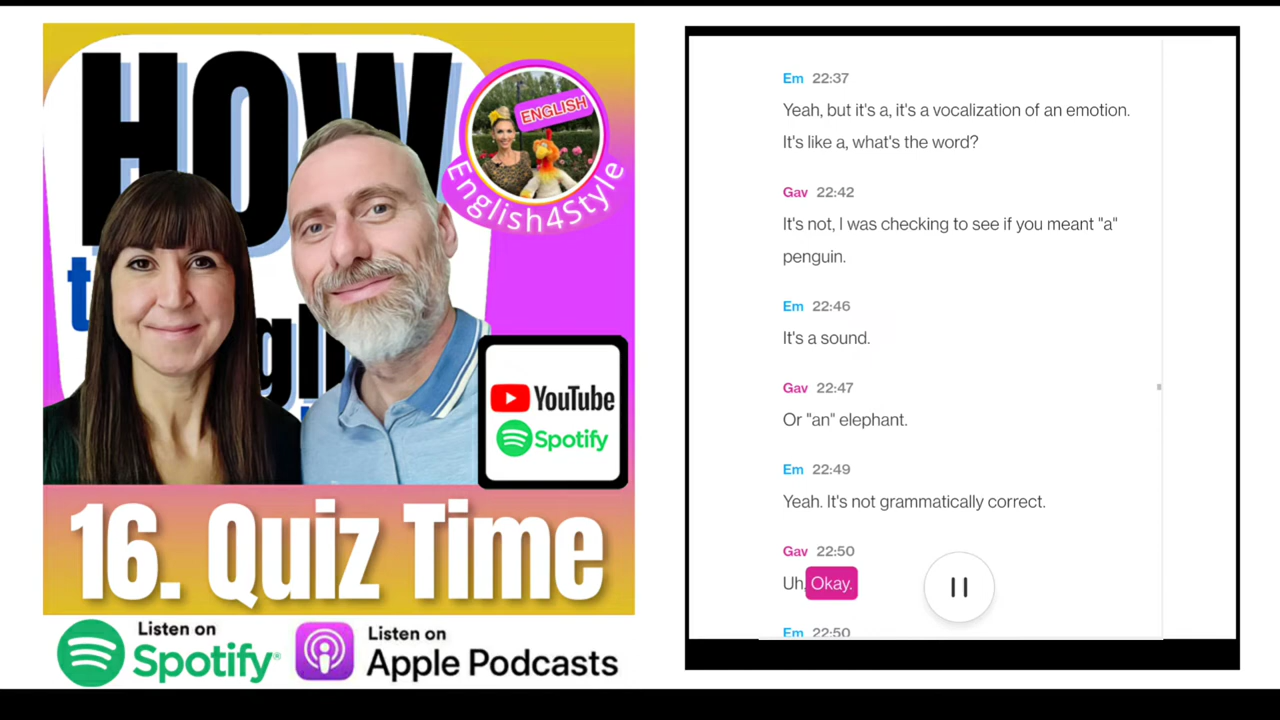 HOW
t
gli
ENGLISH
English4Style
YouTube
Spotify
16. Quiz Time
Listen on
Spotify
Listen on
Apple Podcasts
Em 22:37
Yeah, but it's a, it's a vocalization of an emotion.
It's like a, what's the word?
Gav 22:42
It's not, I was checking to see if you meant "a"
penguin.
Em 22:46
It's a sound.
Gav 22:47
Or "an" elephant.
Em 22:49
Yeah. It's not grammatically correct.
Gav 22:50
Uh, Okay.
Em 22:50